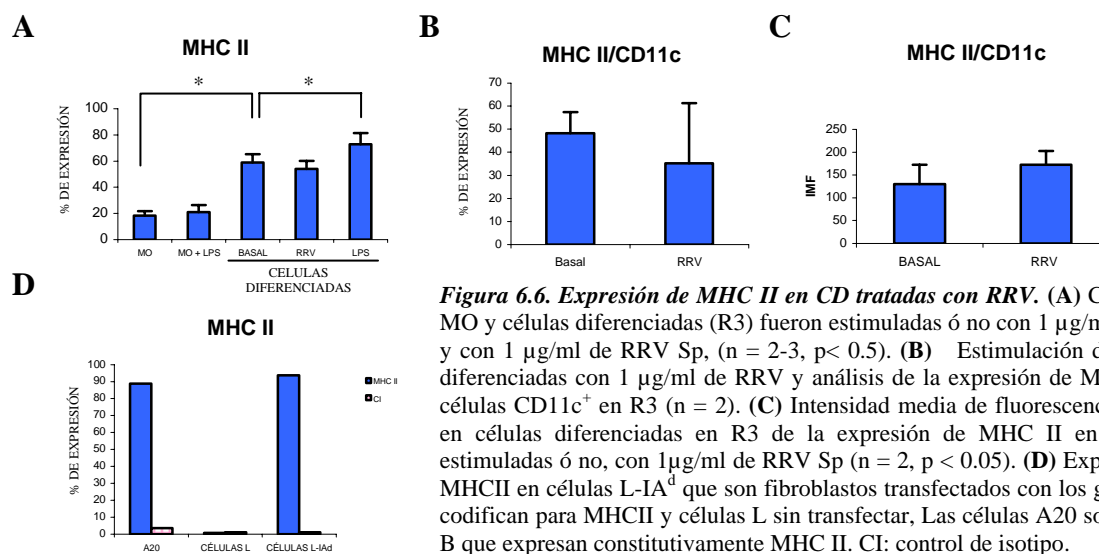 A
MHC II
* *
% DE EXPRESIÓN
100
80
60
40
20
0
MO MO + LPS BASAL RRV LPS
CELULAS
DIFERENCIADAS
B
MHC II/CD11c
% DE EXPRESIÓN
70
60
50
40
30
20
10
0
Basal RRV
C
MHC II/CD11c
IMF
250
200
150
100
50
0
BASAL RRV
D
MHC II
% DE EXPRESIÓN
100
90
80
70
60
50
40
30
20
10
0
A20 CÉLULAS L CÉLULAS L-IAd
MHC II
CI
Figura 6.6. Expresión de MHC II en CD tratadas con RRV. (A)
MO y células diferenciadas (R3) fueron estimuladas ó no con 1 µg/m
y con 1 µg/ml de RRV Sp, (n = 2-3, p< 0.5). (B) Estimulación d
diferenciadas con 1 µg/ml de RRV y análisis de la expresión de M
células CD11c+ en R3 (n = 2). (C) Intensidad media de fluorescenc
en células diferenciadas en R3 de la expresión de MHC II en
estimuladas ó no, con 1µg/ml de RRV Sp (n = 2, p < 0.05). (D) Exp
MHCII en células L-IAd que son fibroblastos transfectados con los g
codifican para MHCII y células L sin transfectar, Las células A20 so
B que expresan constitutivamente MHC II. CI: control de isotipo.